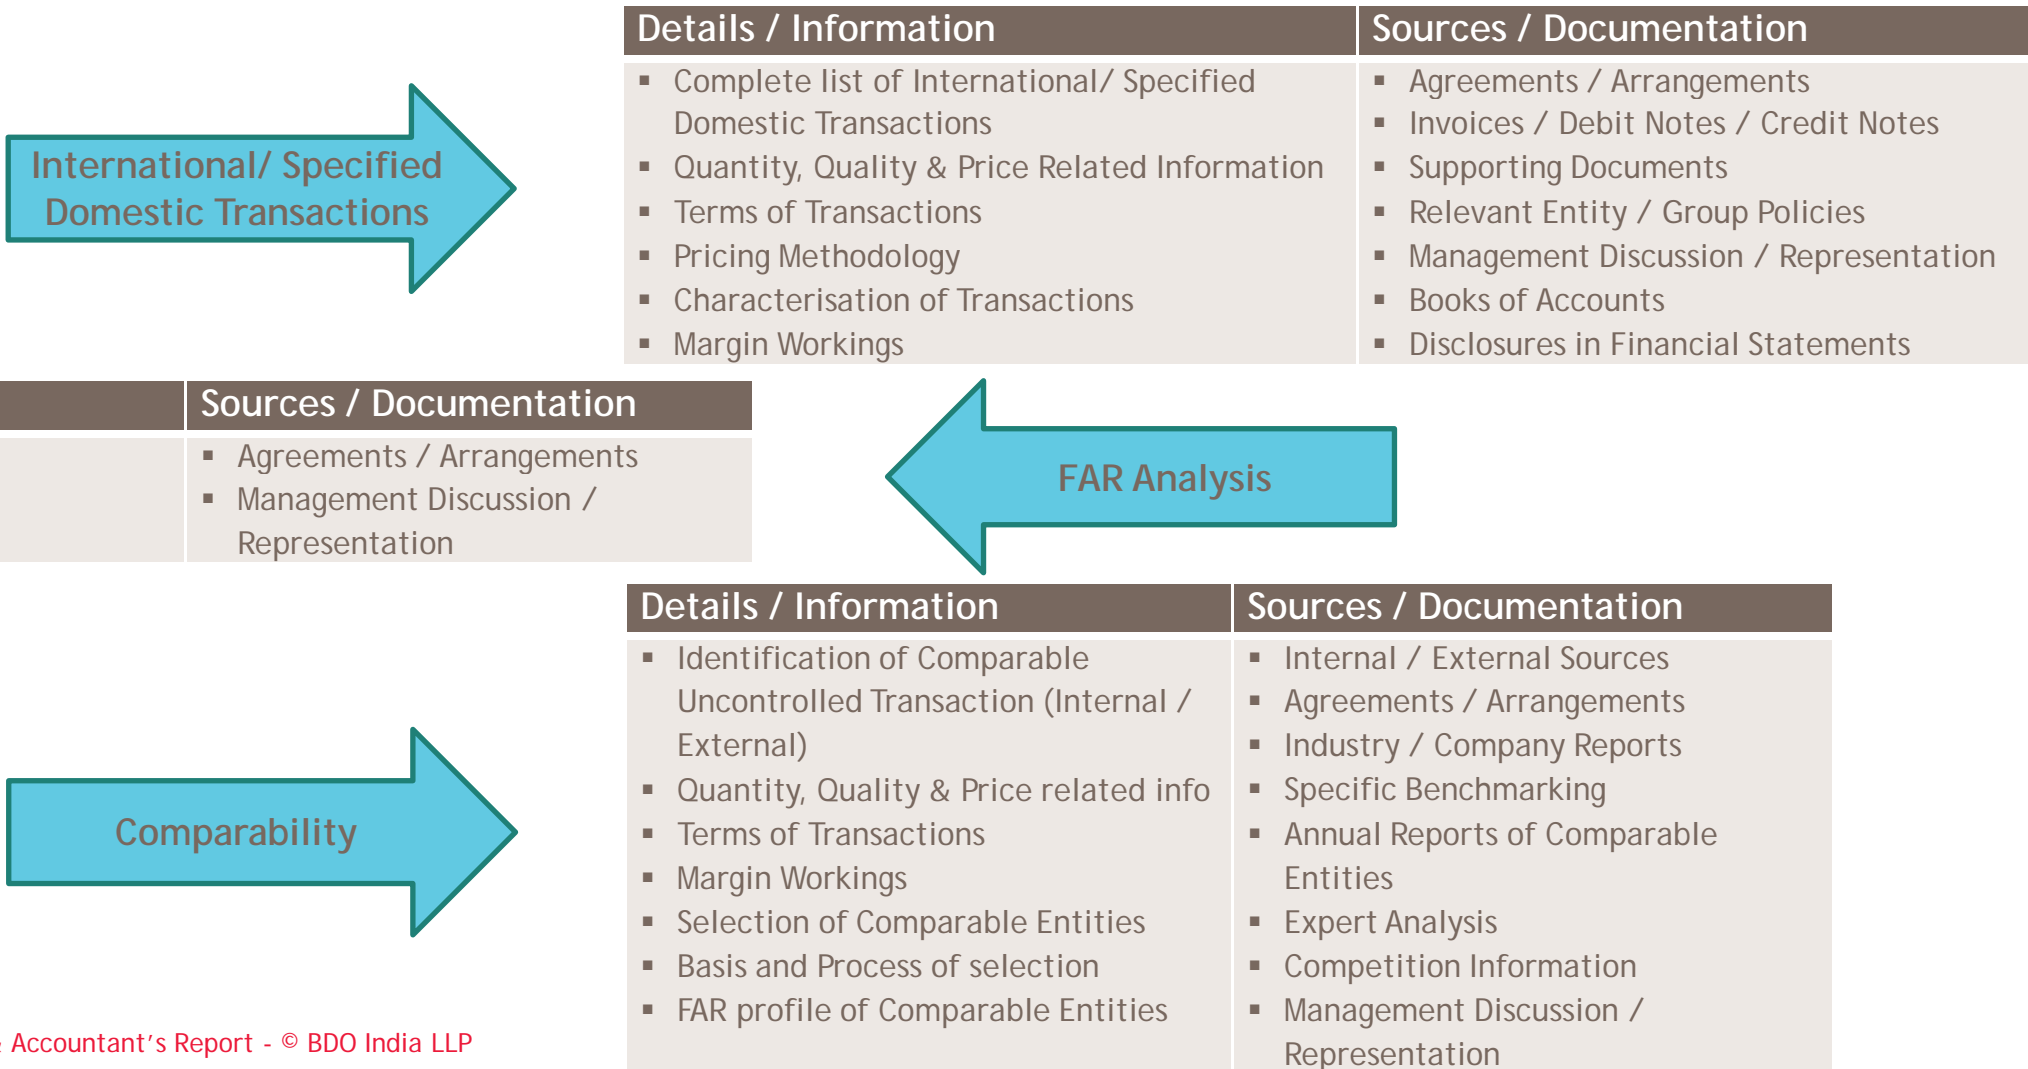 International/ Specified
Domestic Transactions
Details / Information
▪ Complete list of International/ Specified
Domestic Transactions
▪ Quantity, Quality & Price Related Information
▪ Terms of Transactions
▪ Pricing Methodology
▪ Characterisation of Transactions
▪ Margin Workings
Sources / Documentation
▪ Agreements / Arrangements
▪ Invoices / Debit Notes / Credit Notes
▪ Supporting Documents
▪ Relevant Entity / Group Policies
▪ Management Discussion / Representation
▪ Books of Accounts
▪ Disclosures in Financial Statements
Sources / Documentation
▪ Agreements / Arrangements
▪ Management Discussion /
Representation
FAR Analysis
Comparability
Details / Information
▪ Identification of Comparable
Uncontrolled Transaction (Internal /
External)
▪ Quantity, Quality & Price related info
▪ Terms of Transactions
▪ Margin Workings
▪ Selection of Comparable Entities
▪ Basis and Process of selection
▪ FAR profile of Comparable Entities
Sources / Documentation
▪ Internal / External Sources
▪ Agreements / Arrangements
▪ Industry / Company Reports
▪ Specific Benchmarking
▪ Annual Reports of Comparable
Entities
▪ Expert Analysis
▪ Competition Information
▪ Management Discussion /
Representation
Accountant's Report - © BDO India LLP